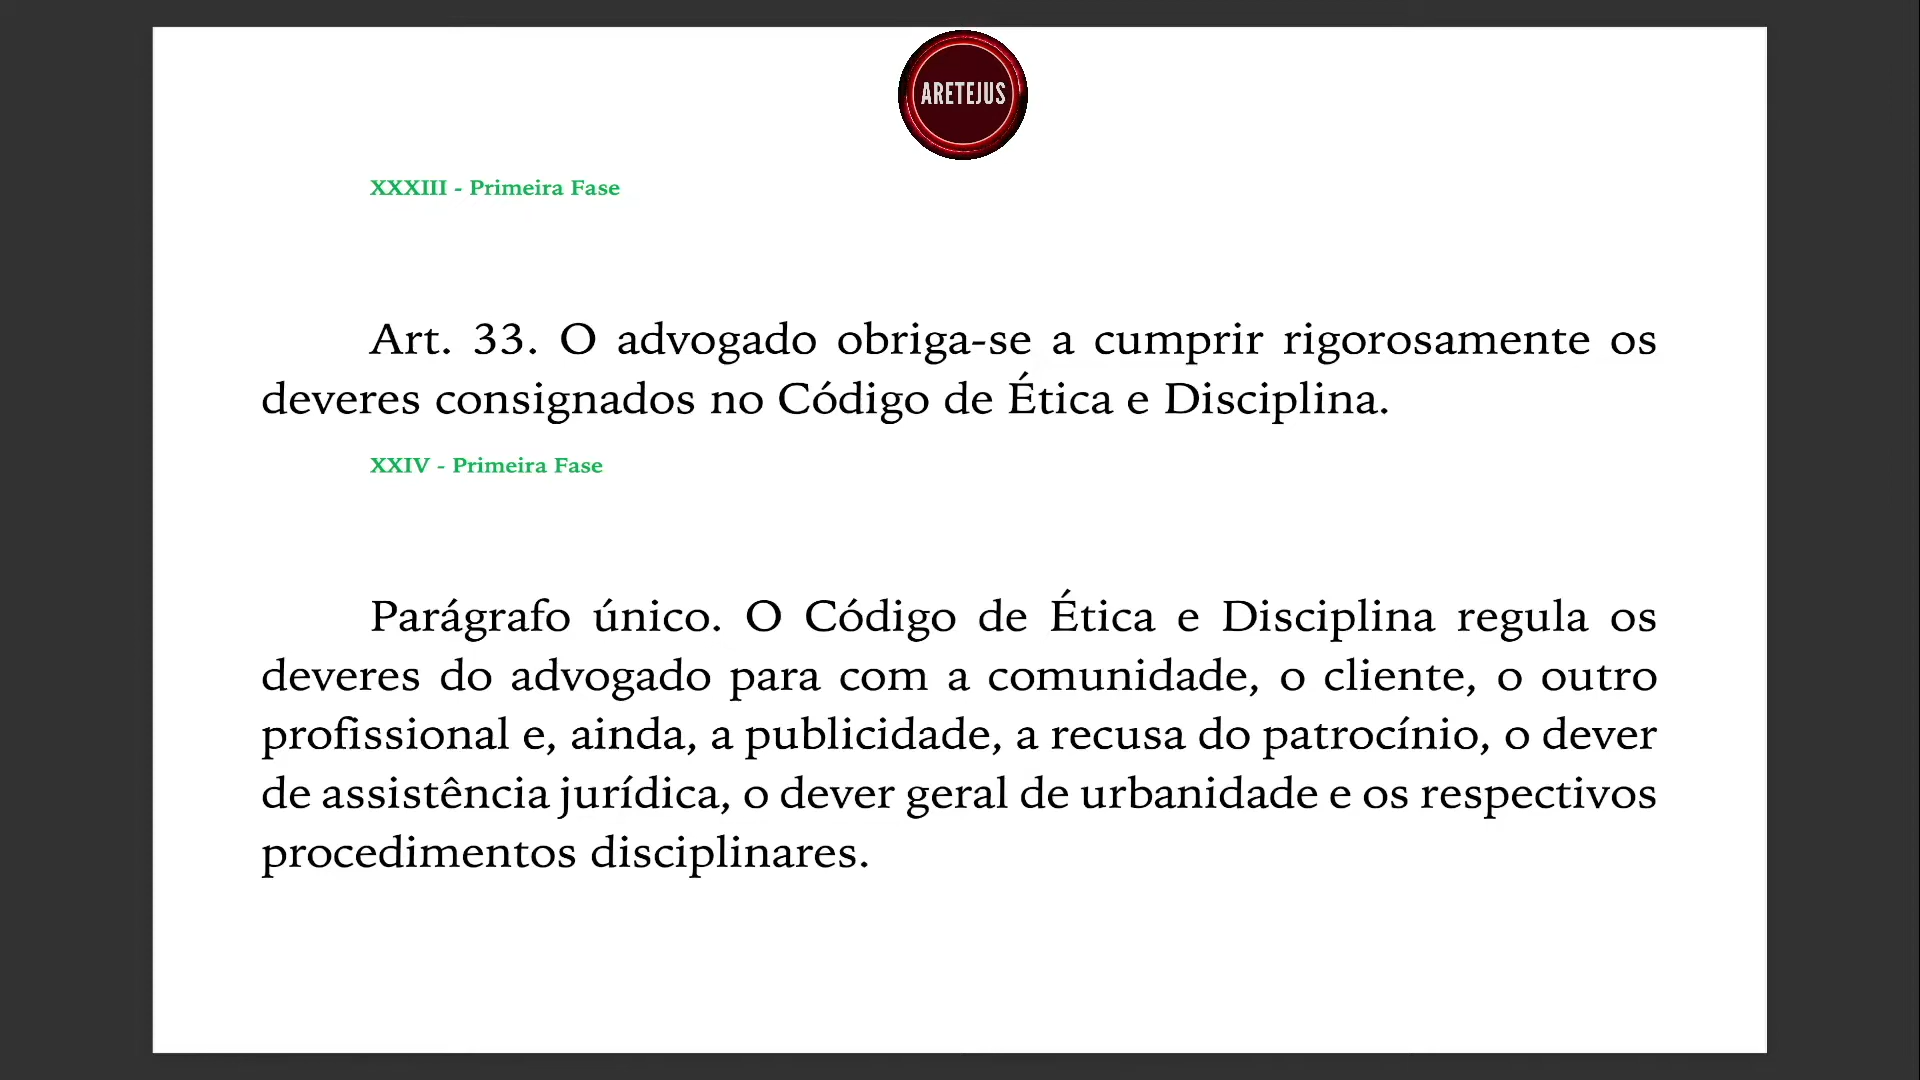 ARETEJUS
XXXIII - Primeira Fase
Art. 33. O advogado obriga-se a cumprir rigorosamente os
deveres consignados no Código de Ética e Disciplina.
XXIV - Primeira Fase
Parágrafo único. O Código de Ética e Disciplina regula os
deveres do advogado para com a comunidade, o cliente, o outro
profissional e, ainda, a publicidade, a recusa do patrocínio, o dever
de assistência jurídica, o dever geral de urbanidade e os respectivos
procedimentos disciplinares.